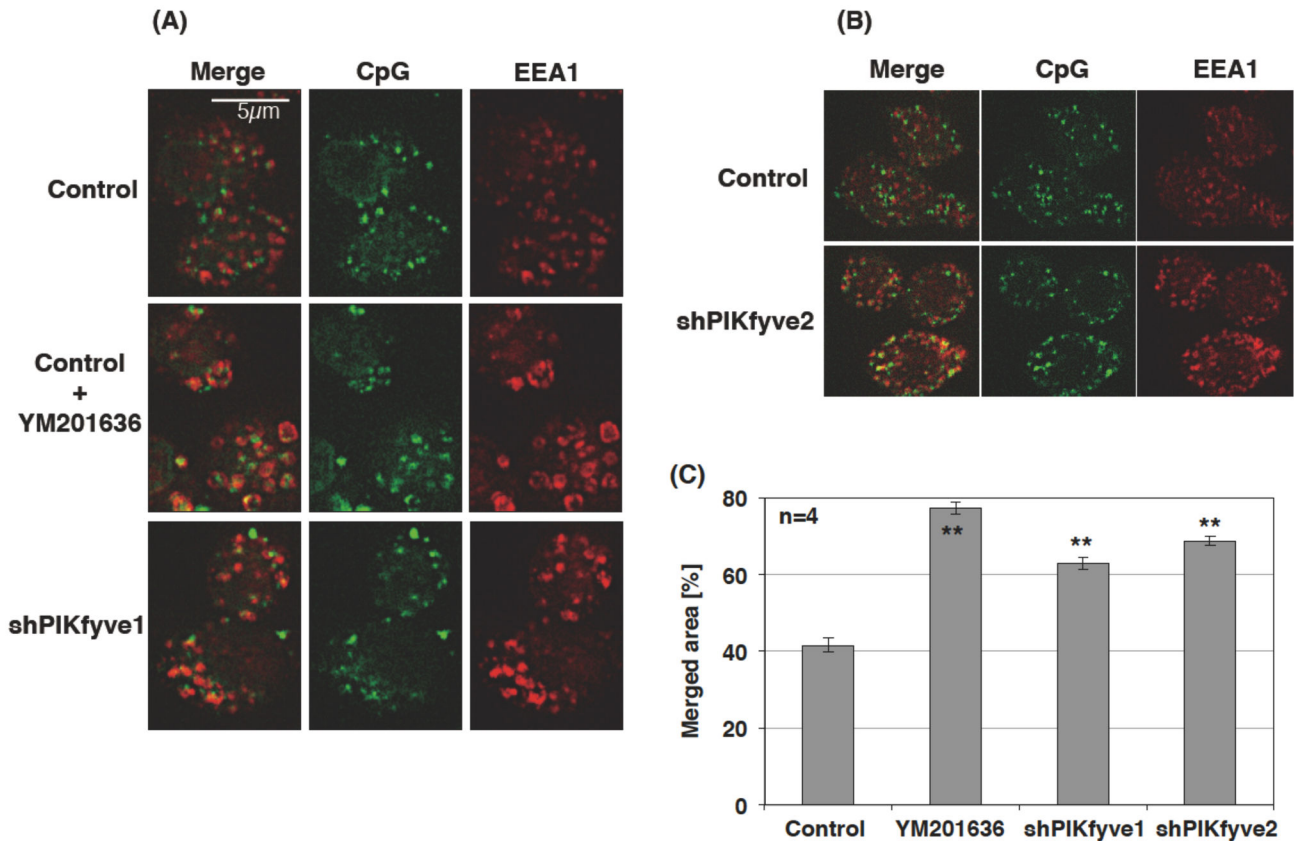 (A)
Merge CpG EEA1
5μm
Control
Control
+
YM201636
shPIKfyve1
(B)
Merge CpG EEA1
Control
shPIKfyve2
(C)
80
60
40
20
0
Merged area [%]
n=4
**
**
**
Control YM201636 shPIKfyve1 shPIKfyve2